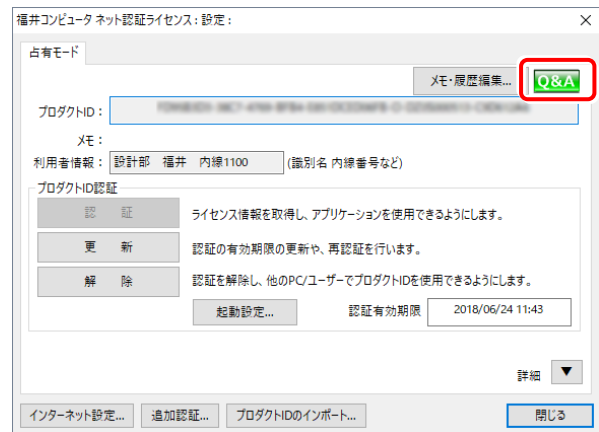 福井コンピュータ ネット認証ライセンス：設定：
占有モード
メモ・履歴編集... Q&A
プロダクトID：
メモ：
利用者情報： 設計部 福井 内線1100 (識別名 内線番号など)
プロダクトID認証
認 証 ライセンス情報を取得し、アプリケーションを使用できるようにします。
更 新 認証の有効期限の更新や、再認証を行います。
解 除 認証を解除し、他のPC/ユーザーでプロダクトIDを使用できるようにします。
起動設定... 認証有効期限 2018/06/24 11:43
詳細 ▼
インターネット設定... 追加認証... プロダクトIDのインポート... 閉じる